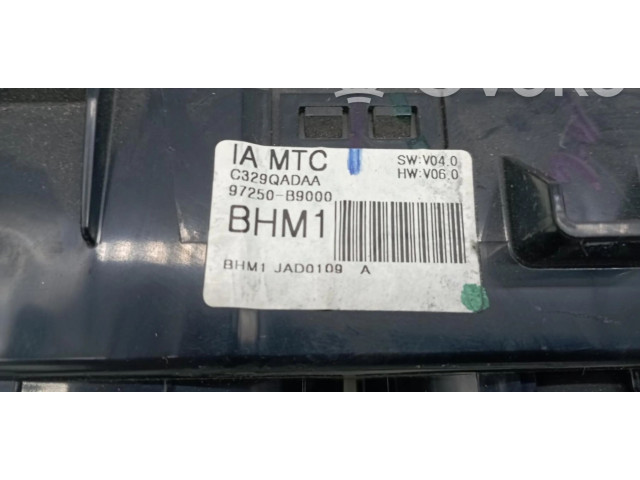 IA MTC
SW:V04.0
C329QADAA
HW:V06.0
97250-B9000
BHM1
BHM1 JAD0109 A